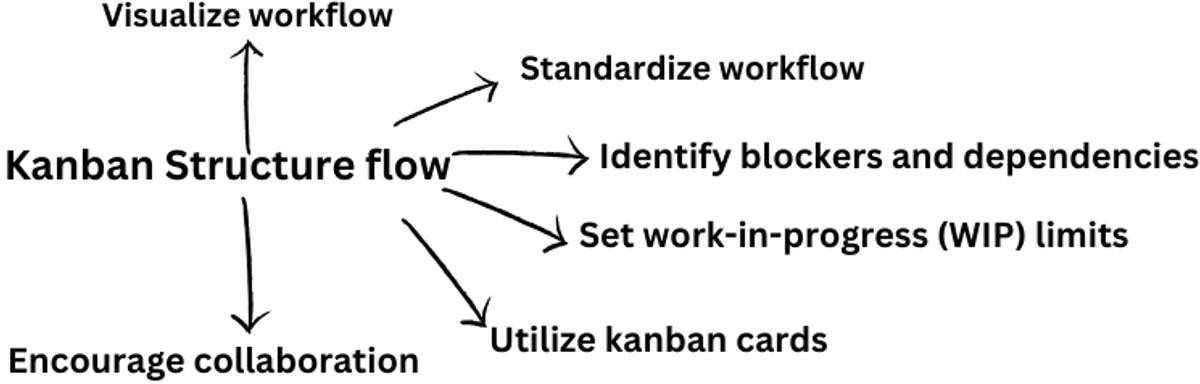 Visualize workflow
Standardize workflow
Kanban Structure flow
Identify blockers and dependencies
Set work-in-progress (WIP) limits
Utilize kanban cards
Encourage collaboration